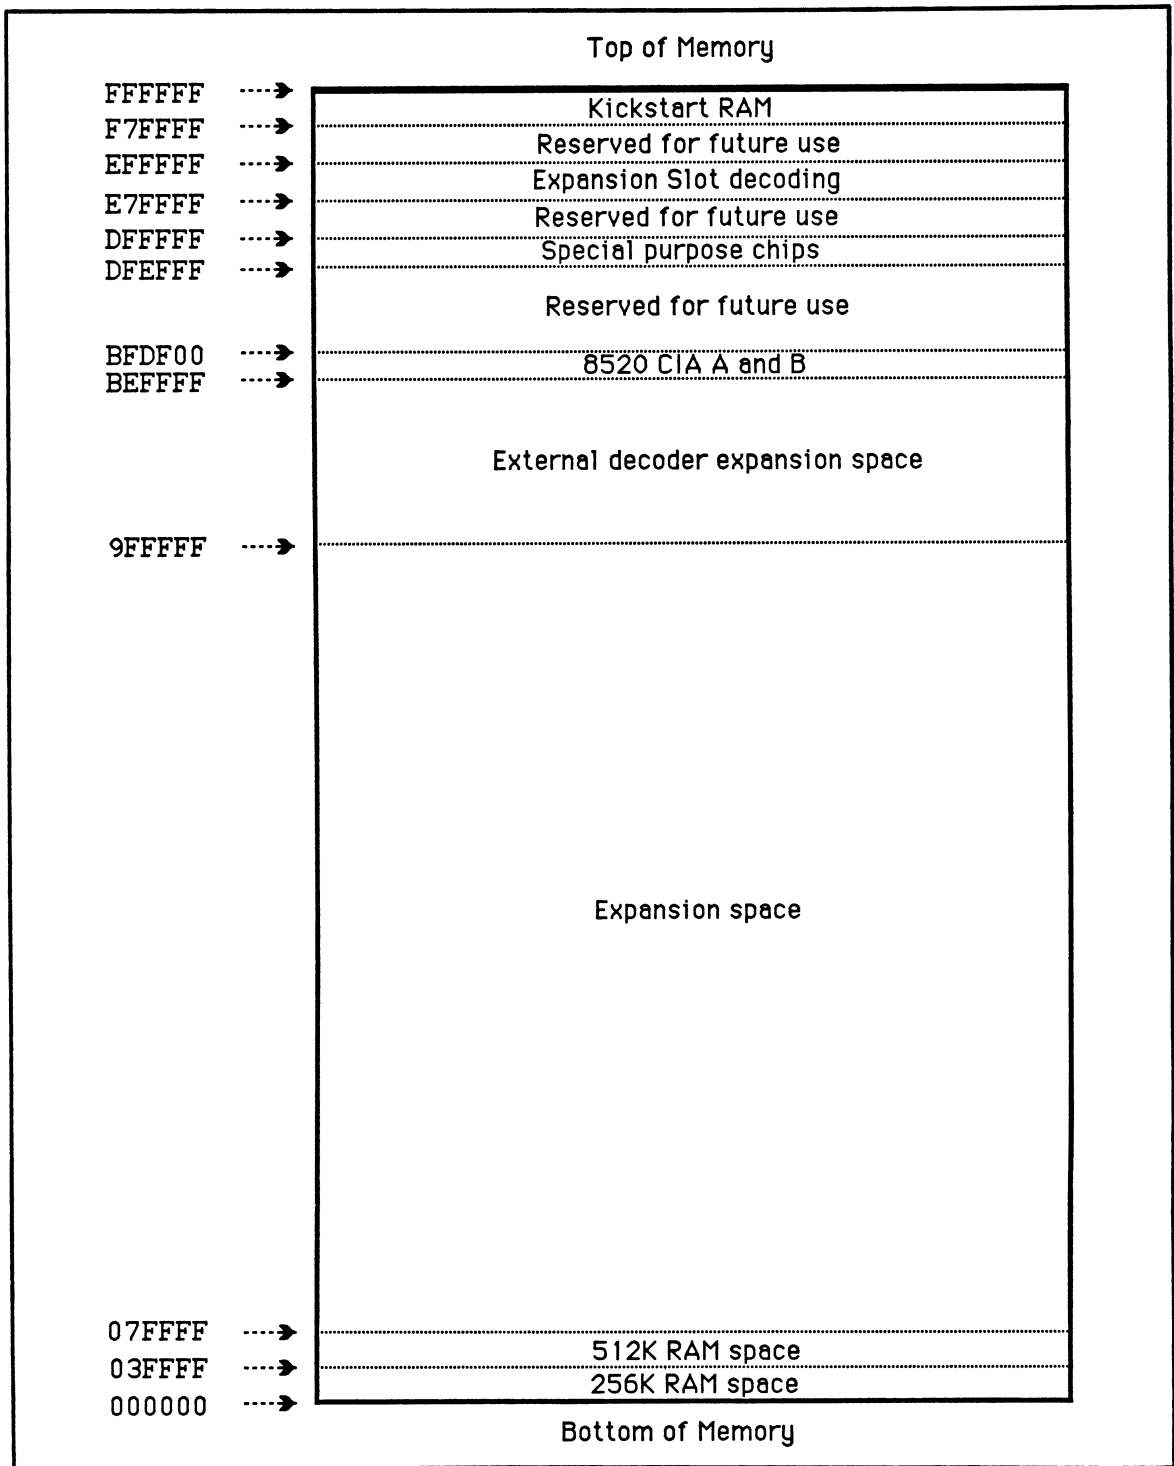 Top of Memory
FFFFFF
Kickstart RAM
F7FFFF
Reserved for future use
EFFFFF
Expansion Slot decoding
E7FFFF
Reserved for future use
DFFFFF
Special purpose chips
DFEFFF
Reserved for future use
BFDF00
8520 CIA A and B
BEFFFF
External decoder expansion space
9FFFFF
Expansion space
07FFFF
512K RAM space
03FFFF
256K RAM space
000000
Bottom of Memory